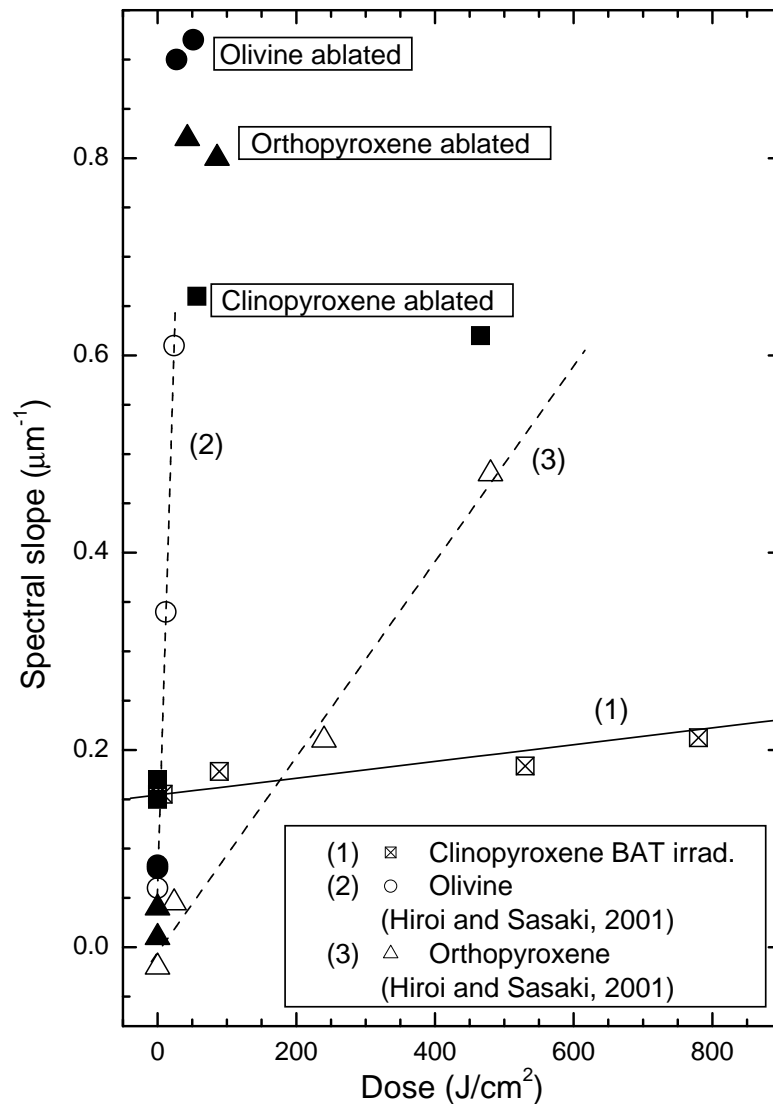 Olivine ablated
0.8
Orthopyroxene ablated
Clinopyroxene ablated
0.6
(2)
(3)
Spectral slope (μm⁻¹)
0.4
0.2
(1)
(1) Clinopyroxene BAT irrad.
(2) Olivine
(Hiroi and Sasaki, 2001)
(3) Orthopyroxene
(Hiroi and Sasaki, 2001)
0.0
0 200 400 600 800
Dose (J/cm²)